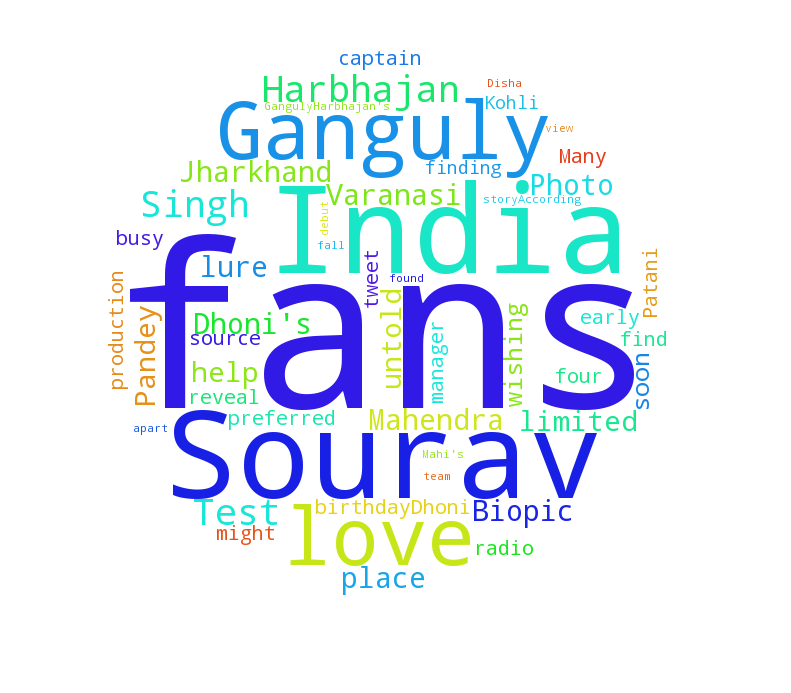 captain
Disha
Harbhajan
Kohli
GangulyHarbhajan's
Ganguly
view
Many
finding
Jharkhand
Photo
Varanasi
India
storyAccording
Singh
debut
busy
fall
lure
tweet
found
fans
Patani
production
Pandey
Dhoni's
source
untold
manager
wishing
early
find
help
four
soon
reveal
preferred
Mahendra
limited
apart
Sourav
Mahi's
team
Test
birthdayDhoni
Biopic
might
love
radio
place